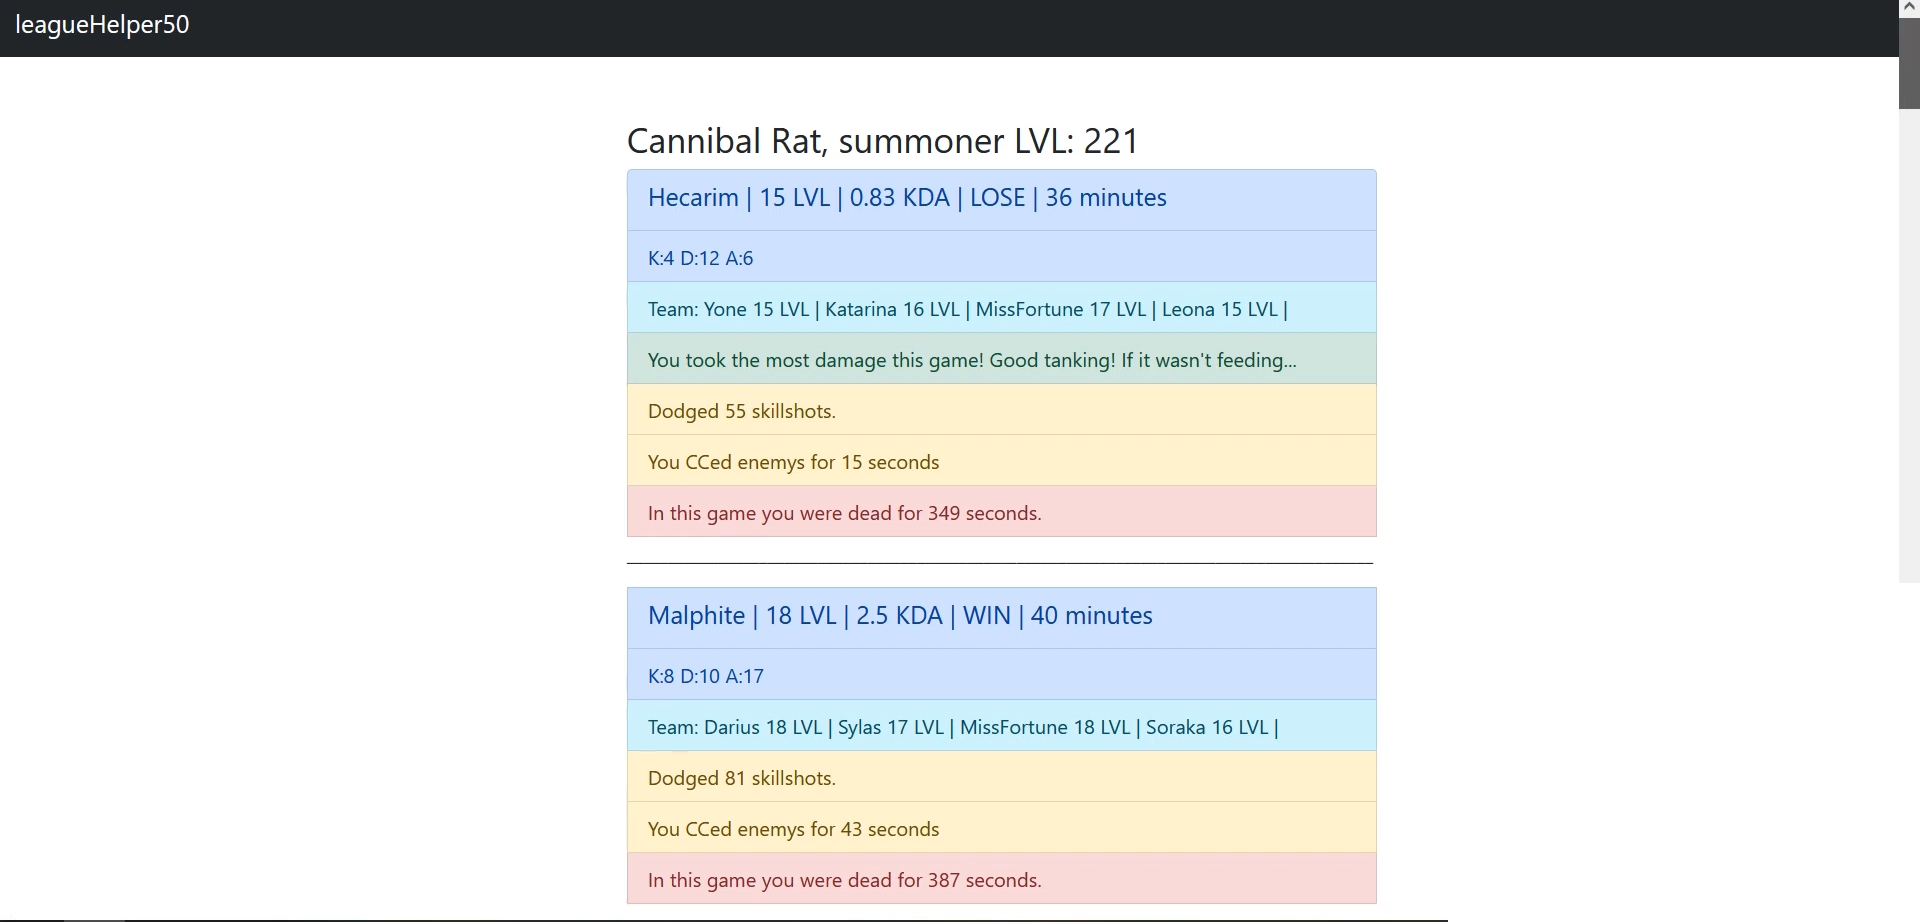 leagueHelper50
Cannibal Rat, summoner LVL: 221
Hecarim | 15 LVL | 0.83 KDA | LOSE | 36 minutes
K:4 D:12 A:6
Team: Yone 15 LVL | Katarina 16 LVL | MissFortune 17 LVL | Leona 15 LVL |
You took the most damage this game! Good tanking! If it wasn't feeding...
Dodged 55 skillshots.
You CCed enemys for 15 seconds
In this game you were dead for 349 seconds.
Malphite | 18 LVL | 2.5 KDA | WIN | 40 minutes
K:8 D:10 A:17
Team: Darius 18 LVL | Sylas 17 LVL | MissFortune 18 LVL | Soraka 16 LVL |
Dodged 81 skillshots.
You CCed enemys for 43 seconds
In this game you were dead for 387 seconds.